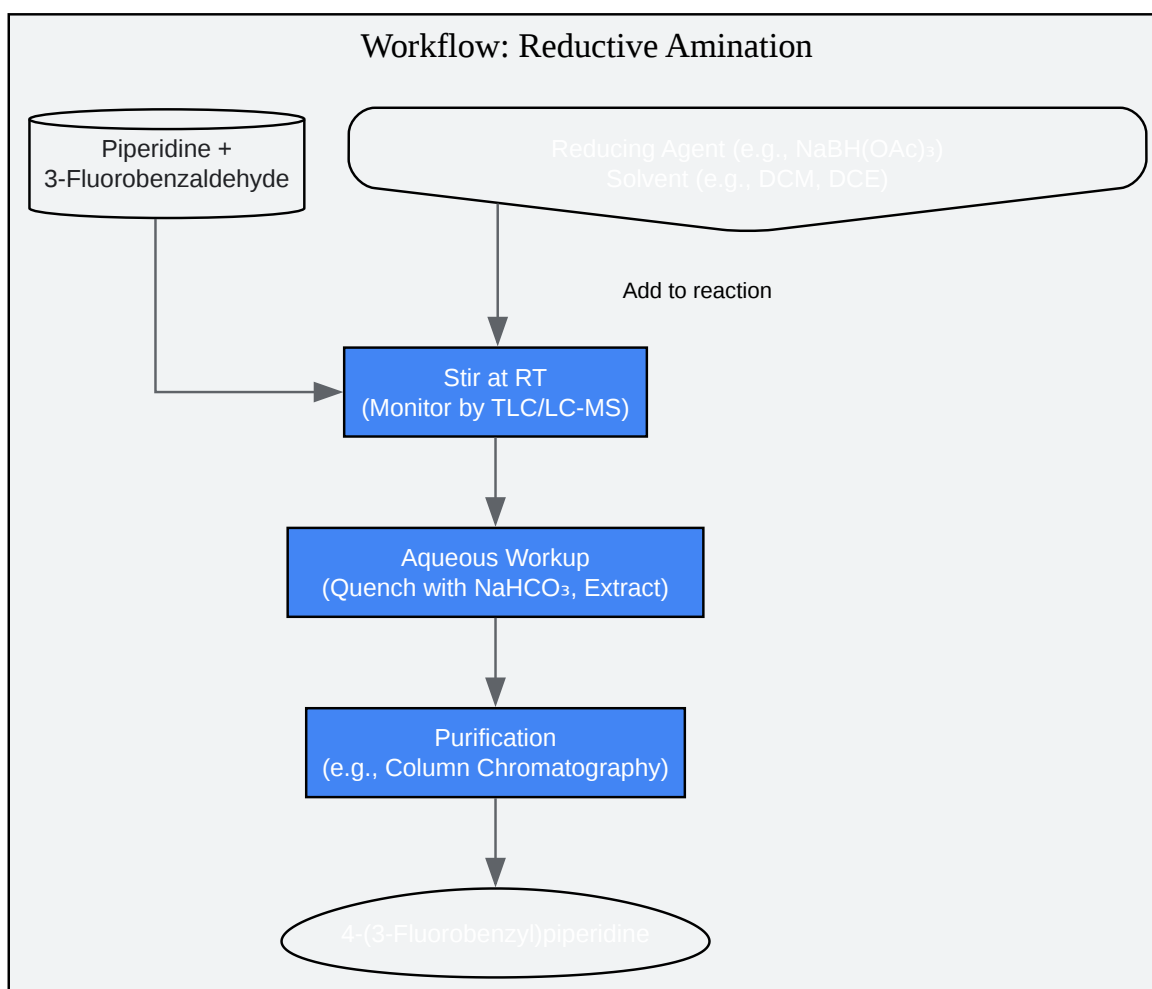 Workflow: Reductive Amination
Piperidine +
3-Fluorobenzaldehyde
Reducing Agent (e.g., NaBH(OAc)₃)
Solvent (e.g., DCM, DCE)
Add to reaction
Stir at RT
(Monitor by TLC/LC-MS)
Aqueous Workup
(Quench with NaHCO₃, Extract)
Purification
(e.g., Column Chromatography)
4-(3-Fluorobenzyl)piperidine